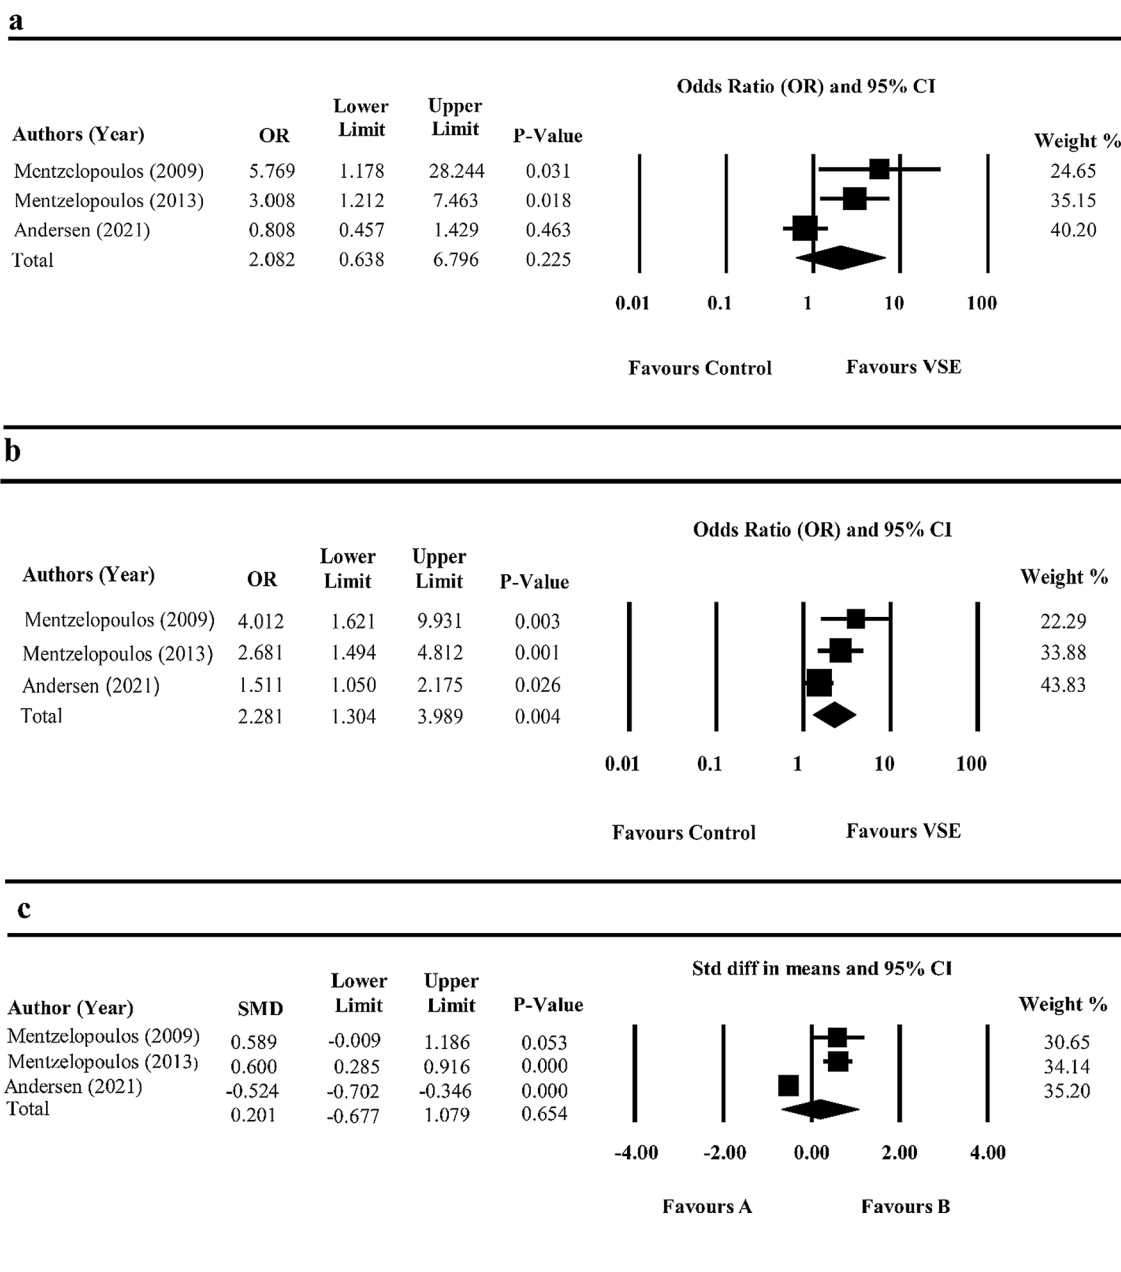 a
Odds Ratio (OR) and 95% CI
Authors (Year) OR Lower Limit Upper Limit P-Value Weight %
Mentzelopoulos (2009) 5.769 1.178 28.244 0.031 24.65
Mentzelopoulos (2013) 3.008 1.212 7.463 0.018 35.15
Andersen (2021) 0.808 0.457 1.429 0.463 40.20
Total 2.082 0.638 6.796 0.225
0.01 0.1 1 10 100
Favours Control Favours VSE
b
Odds Ratio (OR) and 95% CI
Authors (Year) OR Lower Limit Upper Limit P-Value Weight %
Mentzelopoulos (2009) 4.012 1.621 9.931 0.003 22.29
Mentzelopoulos (2013) 2.681 1.494 4.812 0.001 33.88
Andersen (2021) 1.511 1.050 2.175 0.026 43.83
Total 2.281 1.304 3.989 0.004
0.01 0.1 1 10 100
Favours Control Favours VSE
c
Std diff in means and 95% CI
Author (Year) SMD Lower Limit Upper Limit P-Value Weight %
Mentzelopoulos (2009) 0.589 -0.009 1.186 0.053 30.65
Mentzelopoulos (2013) 0.600 0.285 0.916 0.000 34.14
Andersen (2021) -0.524 -0.702 -0.346 0.000 35.20
Total 0.201 -0.677 1.079 0.654
-4.00 -2.00 0.00 2.00 4.00
Favours A Favours B